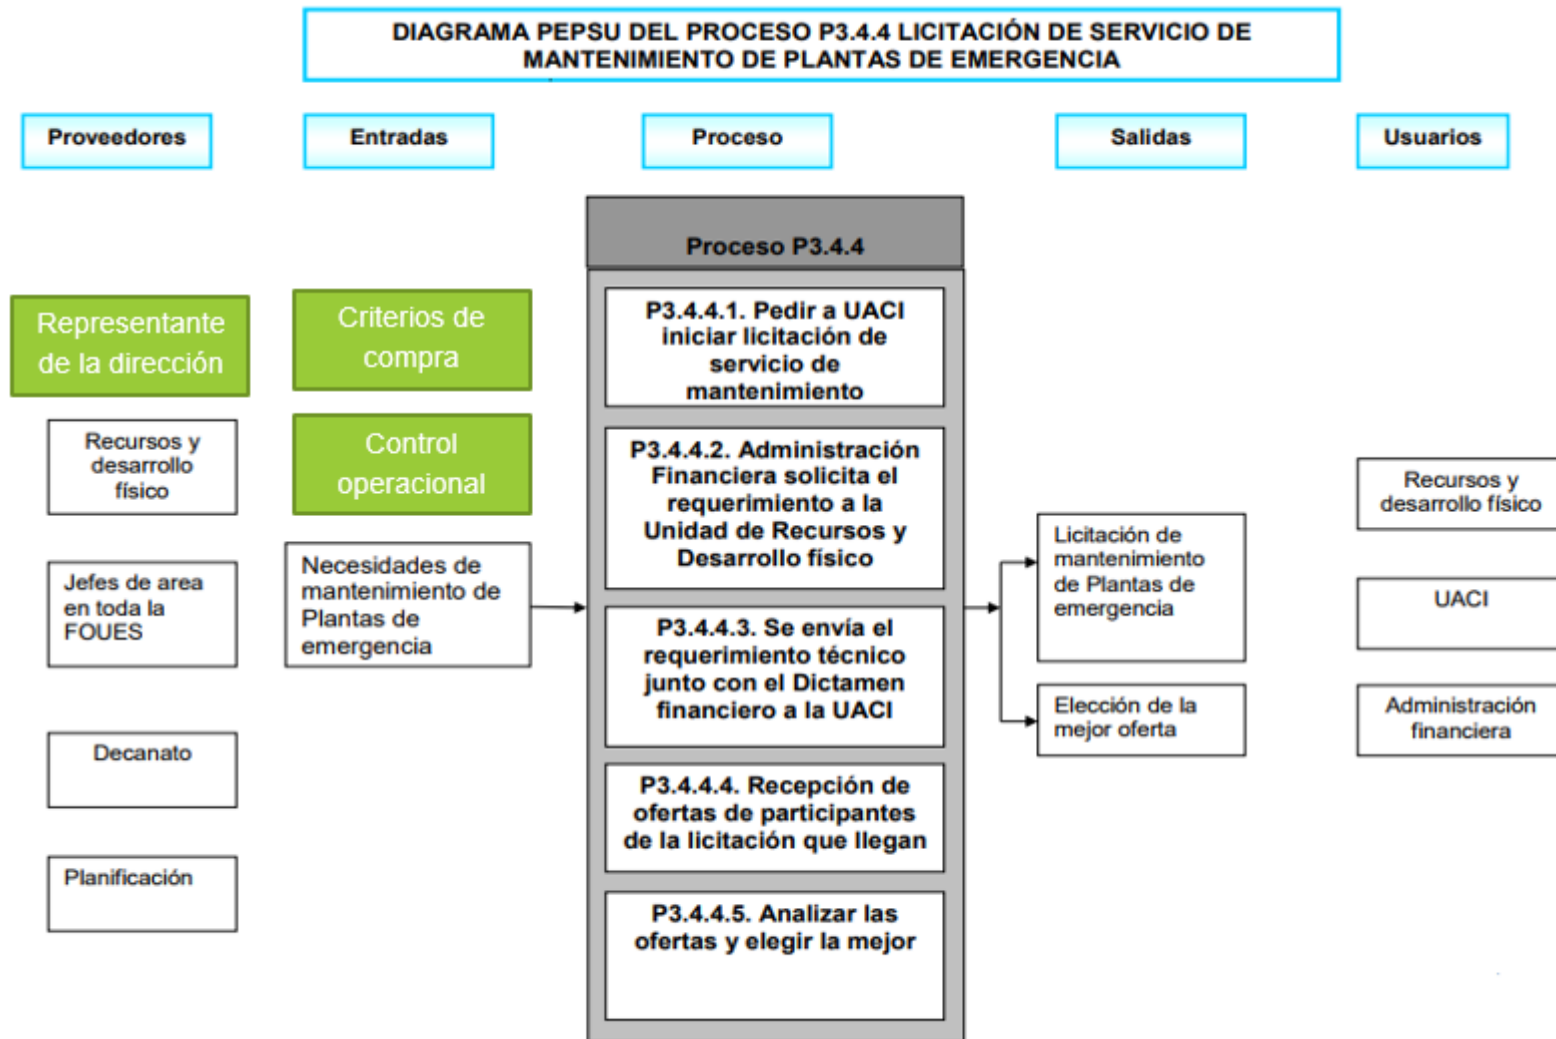 DIAGRAMA PEPSU DEL PROCESO P3.4.4 LICITACIÓN DE SERVICIO DE
MANTENIMIENTO DE PLANTAS DE EMERGENCIA
Proveedores
Entradas
Proceso
Salidas
Usuarios
Representante
de la dirección
Recursos y
desarrollo
físico
Jefes de area
en toda la
FOUES
Decanato
Planificación
Criterios de
compra
Control
operacional
Necesidades de
mantenimiento de
Plantas de
emergencia
Proceso P3.4.4
P3.4.4.1. Pedir a UACI
iniciar licitación de
servicio de
mantenimiento
P3.4.4.2. Administración
Financiera solicita el
requerimiento a la
Unidad de Recursos y
Desarrollo físico
P3.4.4.3. Se envía el
requerimiento técnico
junto con el Dictamen
financiero a la UACI
P3.4.4.4. Recepción de
ofertas de participantes
de la licitación que llegan
P3.4.4.5. Analizar las
ofertas y elegir la mejor
Licitación de
mantenimiento
de Plantas de
emergencia
Elección de la
mejor oferta
Recursos y
desarrollo físico
UACI
Administración
financiera